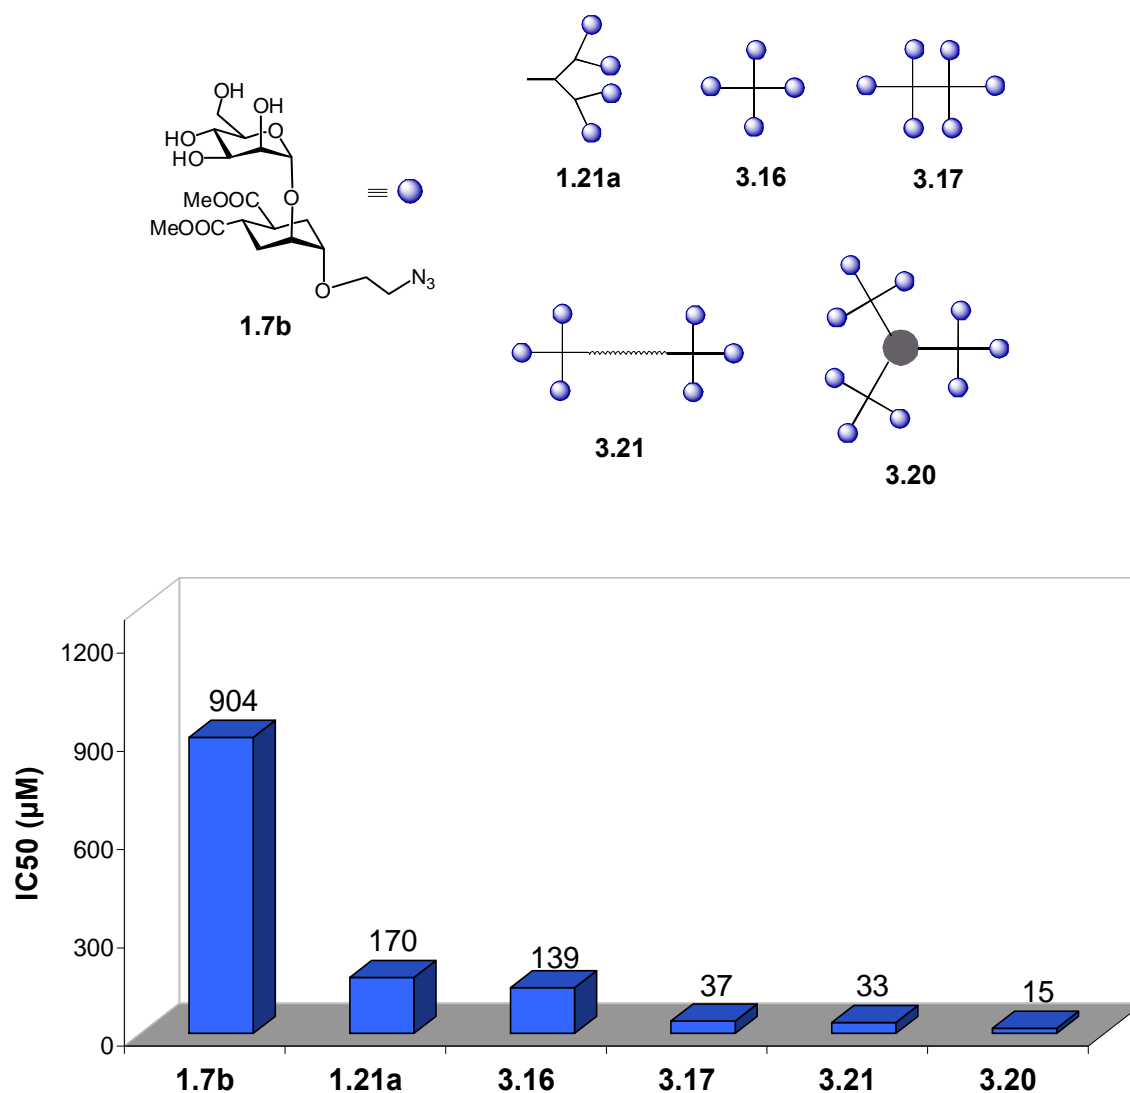 OH
OH
O
HO
HO
O
MeOOC
MeOOC
O
N3
1.7b
1.21a
3.16
3.17
3.21
3.20
IC50 (µM)
1200
900
600
300
0
904
170
139
37
33
15
1.7b 1.21a 3.16 3.17 3.21 3.20